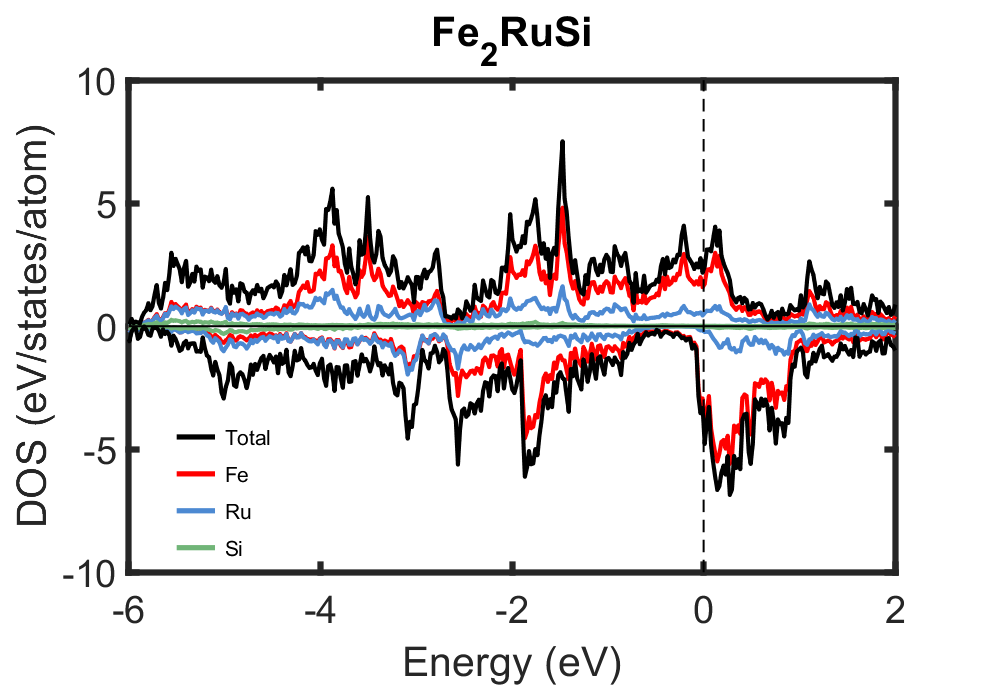 Fe2RuSi
10
5
0
-5
-10
DOS (eV/states/atom)
Total
Fe
Ru
Si
-6 -4 -2 0 2
Energy (eV)